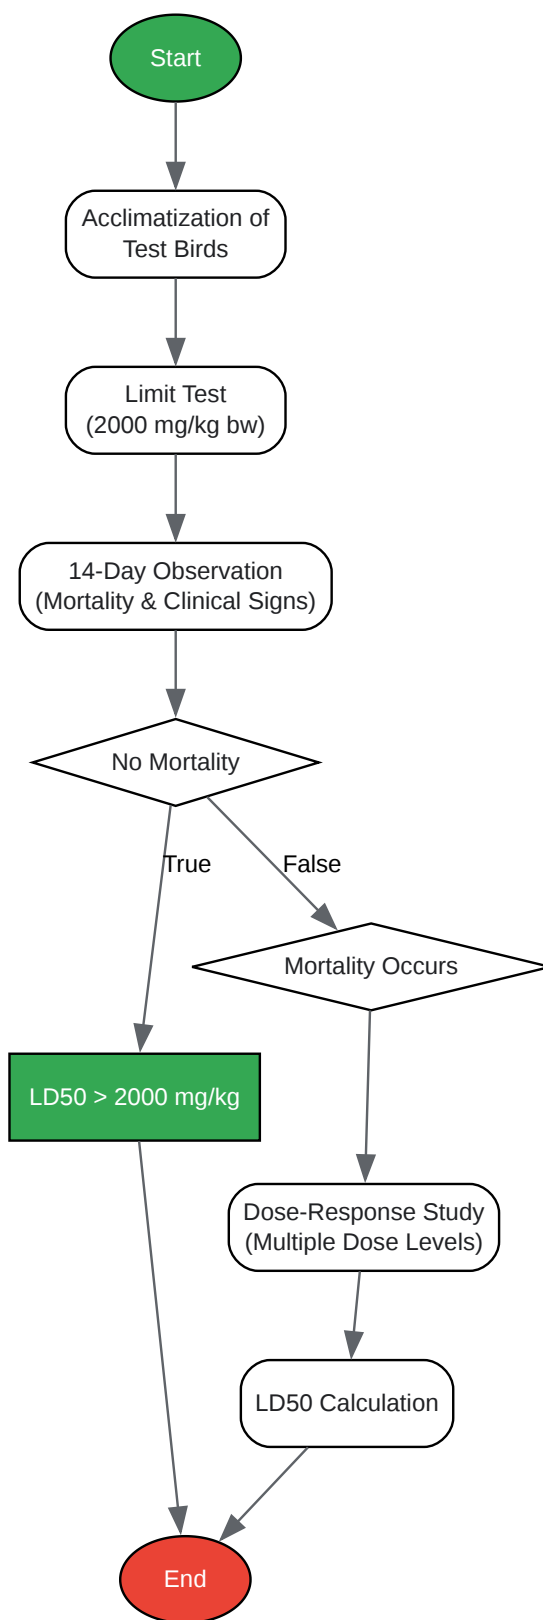 Start
Acclimatization of
Test Birds
Limit Test
(2000 mg/kg bw)
14-Day Observation
(Mortality & Clinical Signs)
No Mortality
True
False
Mortality Occurs
LD50 > 2000 mg/kg
Dose-Response Study
(Multiple Dose Levels)
LD50 Calculation
End